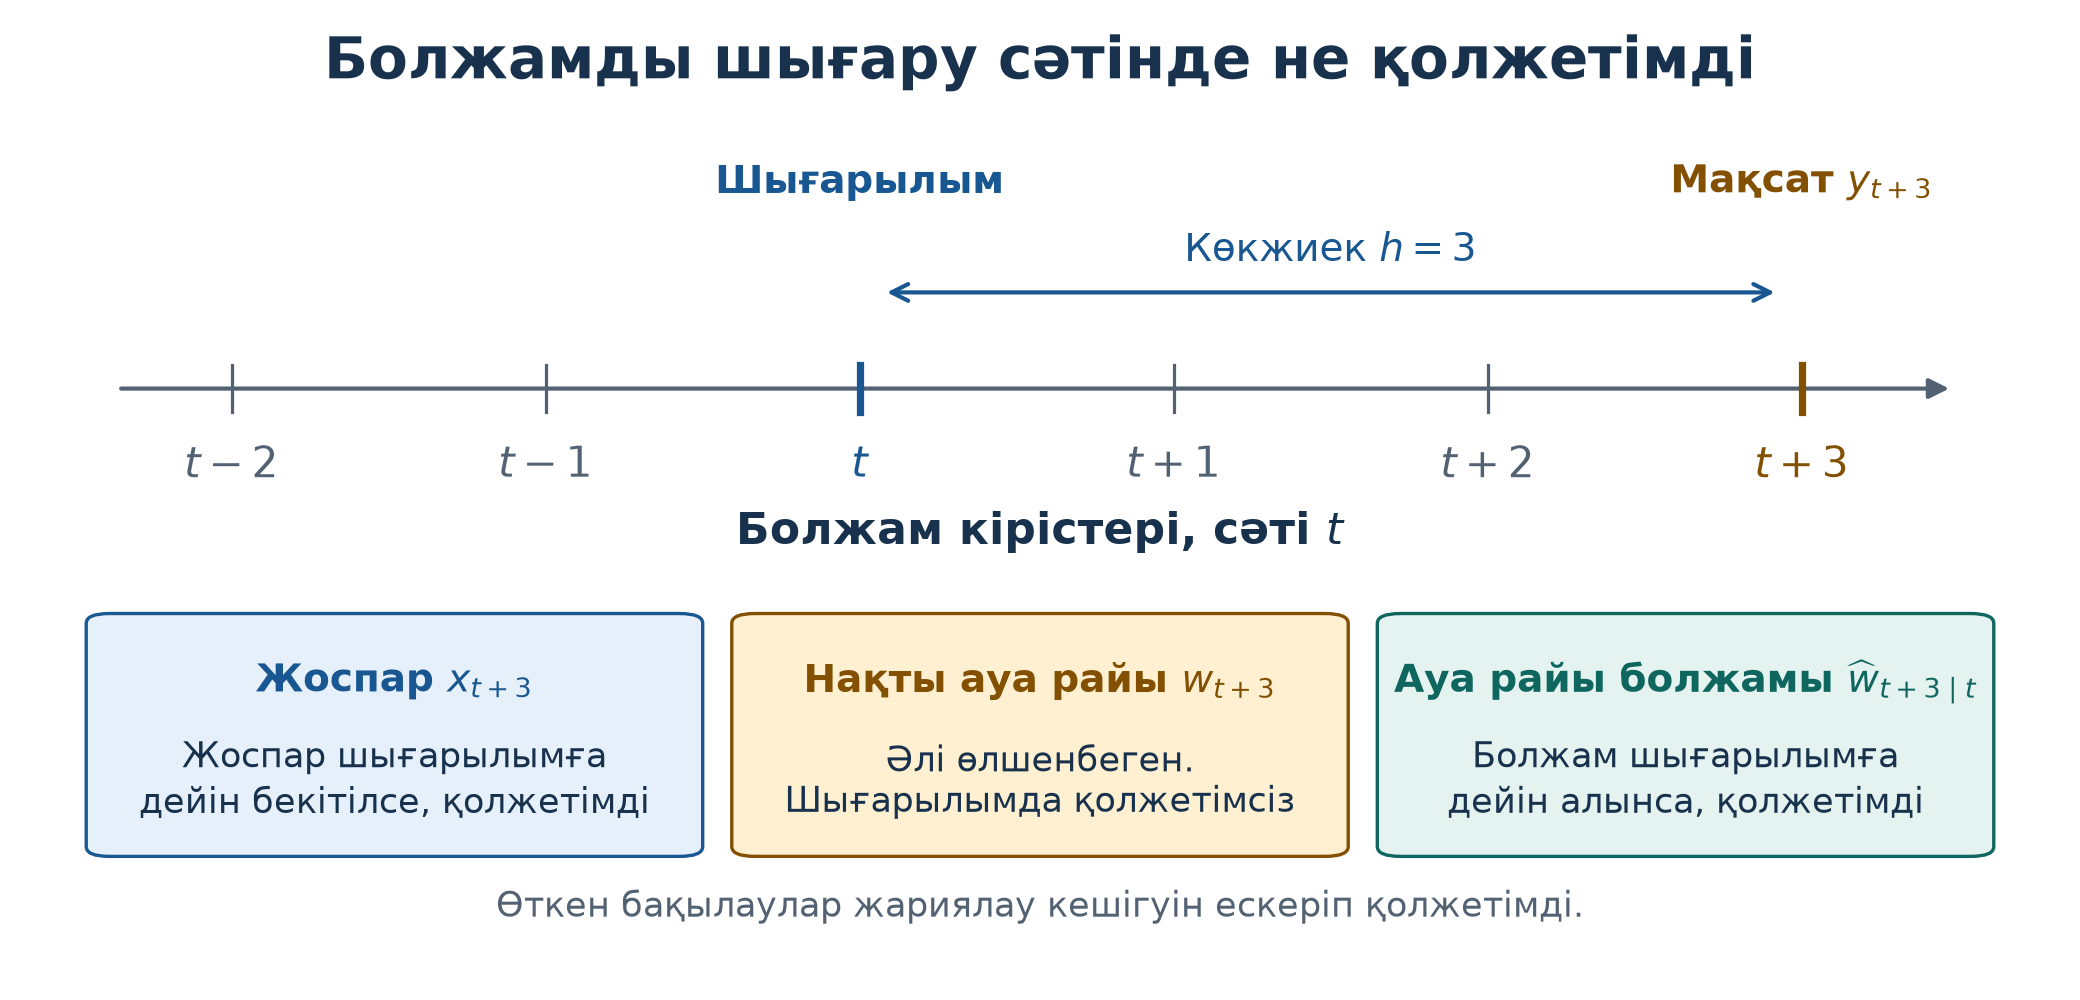 Болжамды шығару сәтінде не қолжетімді
Шығарылым
Мақсат y_{t+3}
Көкжиек h = 3
t − 2
t − 1
t
t + 1
t + 2
t + 3
Болжам кірістері, сәті t
Жоспар x_{t+3}
Жоспар шығарылымға
дейін бекітілсе, қолжетімді
Нақты ауа райы w_{t+3}
Әлі өлшенбеген.
Шығарылымда қолжетімсіз
Ауа райы болжамы ŵ_{t+3 | t}
Болжам шығарылымға
дейін алынса, қолжетімді
Өткен бақылаулар жариялау кешігуін ескеріп қолжетімді.